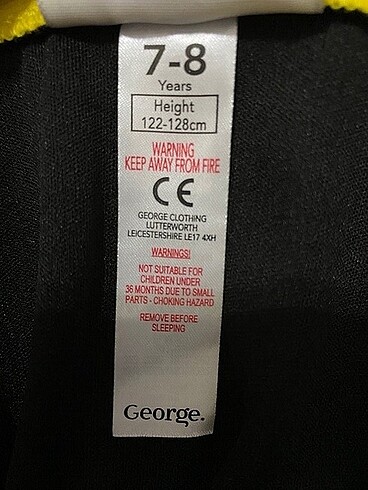 7-8
Years
Height
122-128cm
WARNING
KEEP AWAY FROM FIRE
CE
GEORGE CLOTHING
LUTTERWORTH
LEICESTERSHIRE LE17 4XH
WARNINGS!
NOT SUITABLE FOR
CHILDREN UNDER
36 MONTHS DUE TO SMALL
PARTS - CHOKING HAZARD
REMOVE BEFORE
SLEEPING
George.